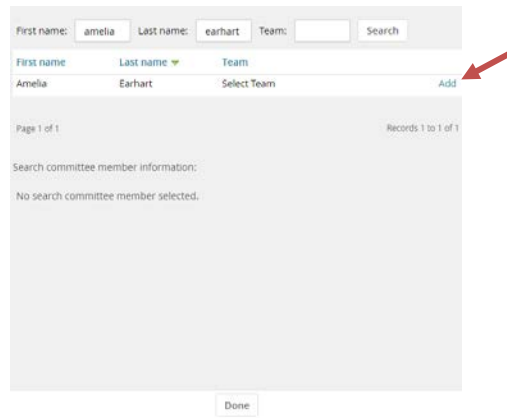 First name: amelia Last name: earhart Team: Search
First name Last name Team
Amelia Earhart Select Team Add
Page 1 of 1 Records 1 to 1 of 1
Search committee member information:
No search committee member selected.
Done